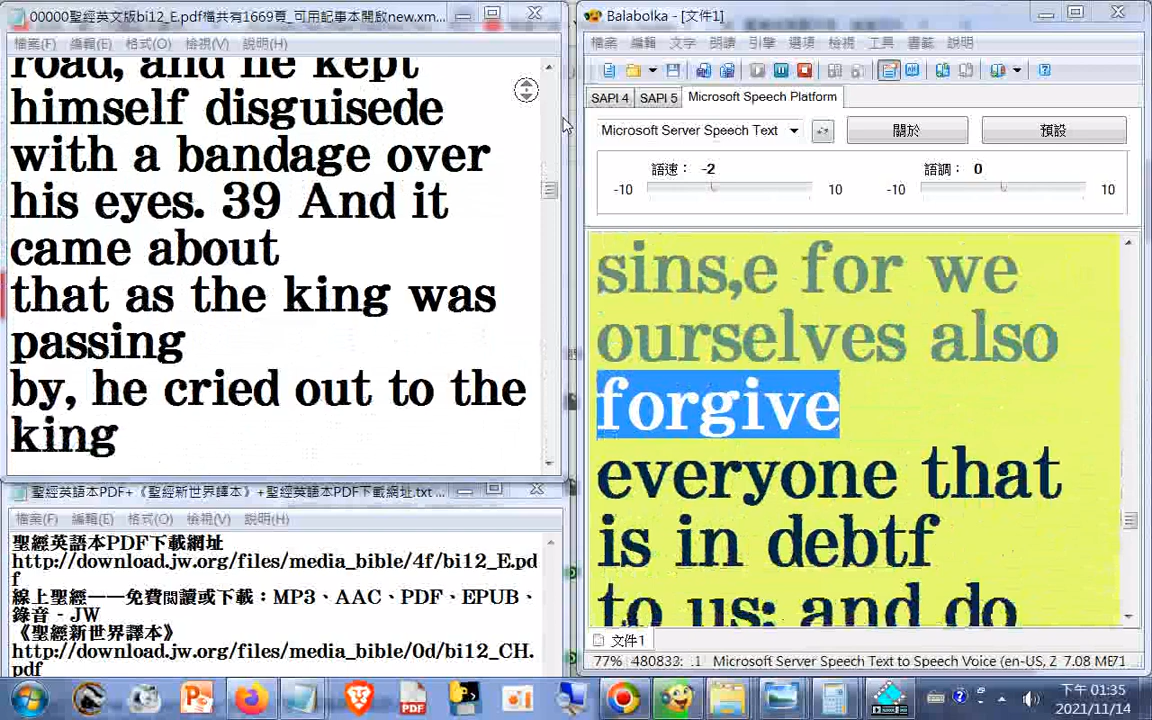 00000聖經英文版bi12_E.pdf檔共有1669頁_可用記事本開啟new.xm...
檔案(F) 編輯(E) 格式(O) 檢視(V) 說明(H)
road, and he kept
himself disguisede
with a bandage over
his eyes. 39 And it
came about
that as the king was
passing
by, he cried out to the
king
聖經英語本PDF+《聖經新世界譯本》+聖經英語本PDF下載網址.txt ...
檔案(F) 編輯(E) 格式(O) 檢視(V) 說明(H)
聖經英語本PDF下載網址
http://download.jw.org/files/media_bible/4f/bi12_E.pd
f
線上聖經——免費閱讀或下載：MP3、AAC、PDF、EPUB、
錄音 - JW
《聖經新世界譯本》
http://download.jw.org/files/media_bible/0d/bi12_CH.
pdf
Balabolka - [文件1]
檔案 編輯 文字 朗讀 引擎 選項 檢視 工具 書籤 說明
SAPI 4 SAPI 5 Microsoft Speech Platform
Microsoft Server Speech Text 關於 預設
語速： -2 語調： 0
-10 10 -10 10
sins,e for we
ourselves also
forgive
everyone that
is in debtf
to us; and do
文件1
77% 480833: .1 Microsoft Server Speech Text to Speech Voice (en-US, Z 7.08 ME71
PDF
下午 01:35
2021/11/14